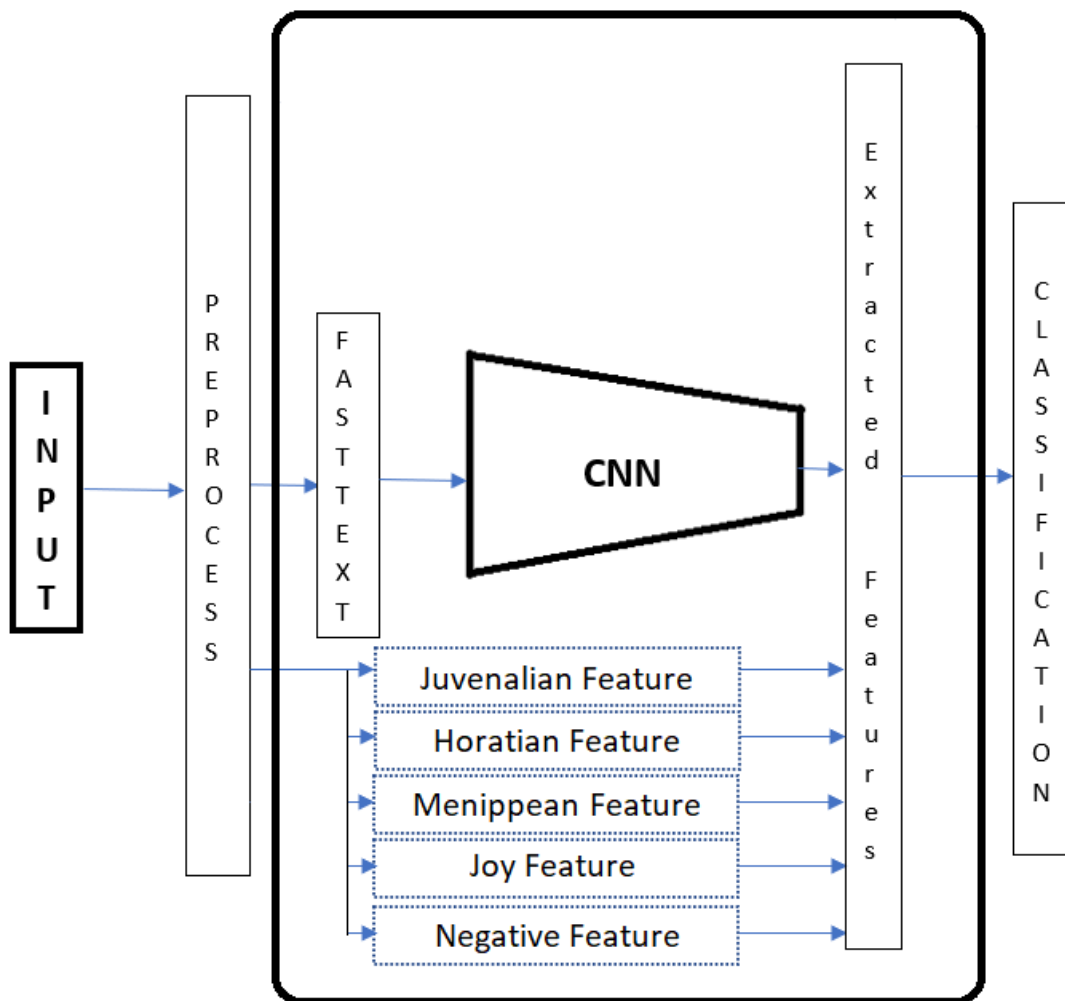 INPUT
PREPROCESS
FASTTEXT
CNN
Extracted Features
CLASSIFICATION
Juvenalian Feature
Horatian Feature
Menippean Feature
Joy Feature
Negative Feature